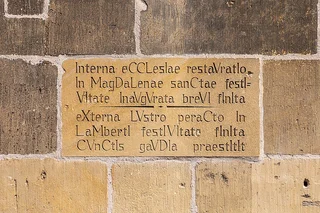 Interna eCCLesIae restaVratIo
In MagDaLenae sanCtae festI=
VItate InaVgVrata breVI fInIta
eXterna LVstro peraCto In
LaMbertI festIVItate fInIta
CVnCtIs gaVDIa praestItIt